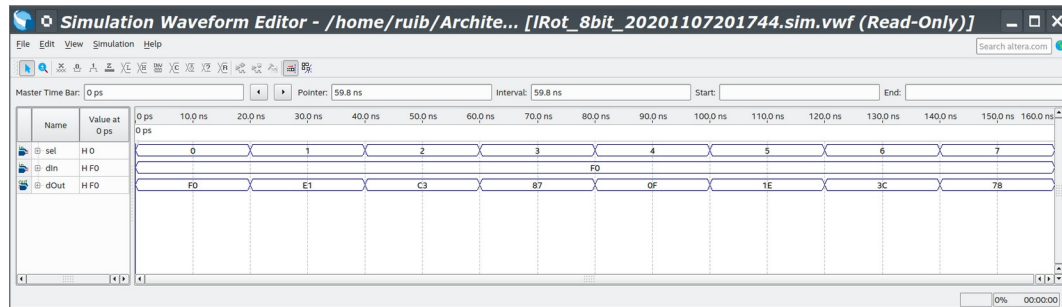 Simulation Waveform Editor - /home/ruib/Archite... [lRot_8bit_20201107201744.sim.vwf (Read-Only)]
File Edit View Simulation Help
Search altera.com
Master Time Bar: 0 ps Pointer: 59.8 ns Interval: 59.8 ns Start: End:
Name Value at 0 ps
0 ps 10.0 ns 20.0 ns 30.0 ns 40.0 ns 50.0 ns 60.0 ns 70.0 ns 80.0 ns 90.0 ns 100.0 ns 110.0 ns 120.0 ns 130.0 ns 140.0 ns 150.0 ns 160.0 ns
0 ps
sel H 0 0 1 2 3 4 5 6 7
dIn H F0 F0
dOut H F0 F0 E1 C3 87 0F 1E 3C 78
0% 00:00:00